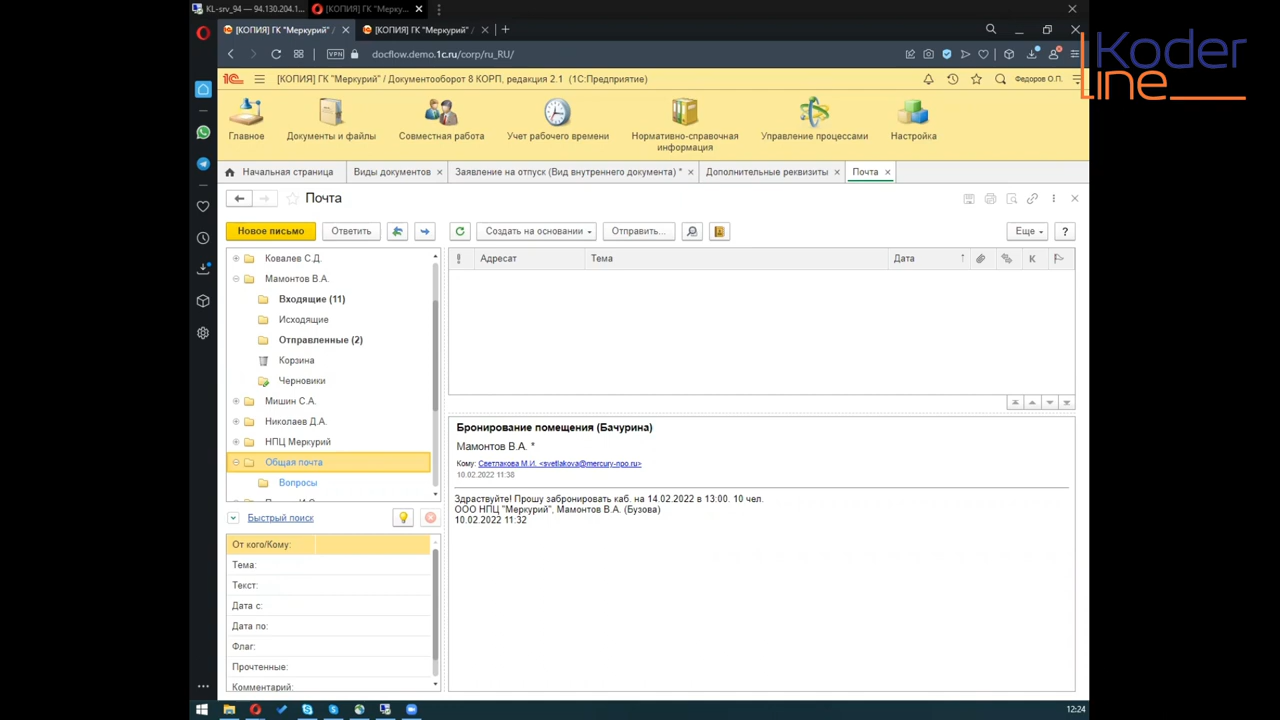 KL-srv_94 — 94.130.204.1...
[КОПИЯ] ГК "Мерку...
[КОПИЯ] ГК "Меркурий" /
[КОПИЯ] ГК "Меркурий" /
VPN
docflow.demo.1c.ru/corp/ru_RU/
Koder
Line
[КОПИЯ] ГК "Меркурий" / Документооборот 8 КОРП, редакция 2.1 (1С:Предприятие)
Федоров О.П.
Главное
Документы и файлы
Совместная работа
Учет рабочего времени
Нормативно-справочная
информация
Управление процессами
Настройка
Начальная страница
Виды документов
Заявление на отпуск (Вид внутреннего документа) *
Дополнительные реквизиты
Почта
Почта
Новое письмо
Ответить
Создать на основании
Отправить...
Еще
?
Ковалев С.Д.
Мамонтов В.А.
Входящие (11)
Исходящие
Отправленные (2)
Корзина
Черновики
Мишин С.А.
Николаев Д.А.
НПЦ Меркурий
Общая почта
Вопросы
Быстрый поиск
От кого/Кому:
Тема:
Текст:
Дата с:
Дата по:
Флаг:
Прочтенные:
Комментарий:
Адресат
Тема
Дата
К
Бронирование помещения (Бачурина)
Мамонтов В.А. *
Кому: Светлакова М.И. <svetlakova@mercury-npo.ru>
10.02.2022 11:38
Здраствуйте! Прошу забронировать каб. на 14.02.2022 в 13:00. 10 чел.
ООО НПЦ "Меркурий", Мамонтов В.А. (Бузова)
10.02.2022 11:32
12:24